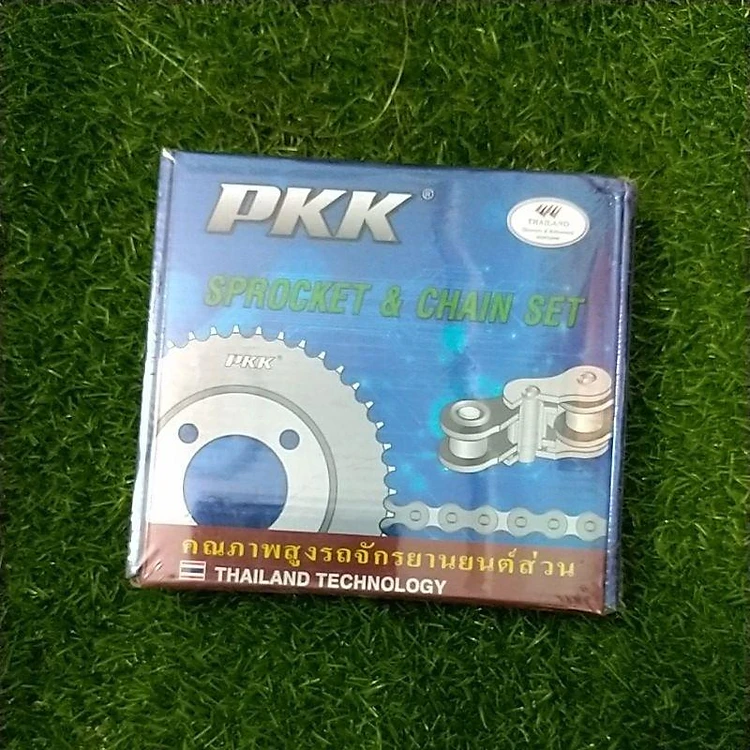 PKK®
THAILAND
SPROCKET & CHAIN SET
PKK®
คุณภาพสูงรถจักรยานยนต์ส่วน
THAILAND TECHNOLOGY